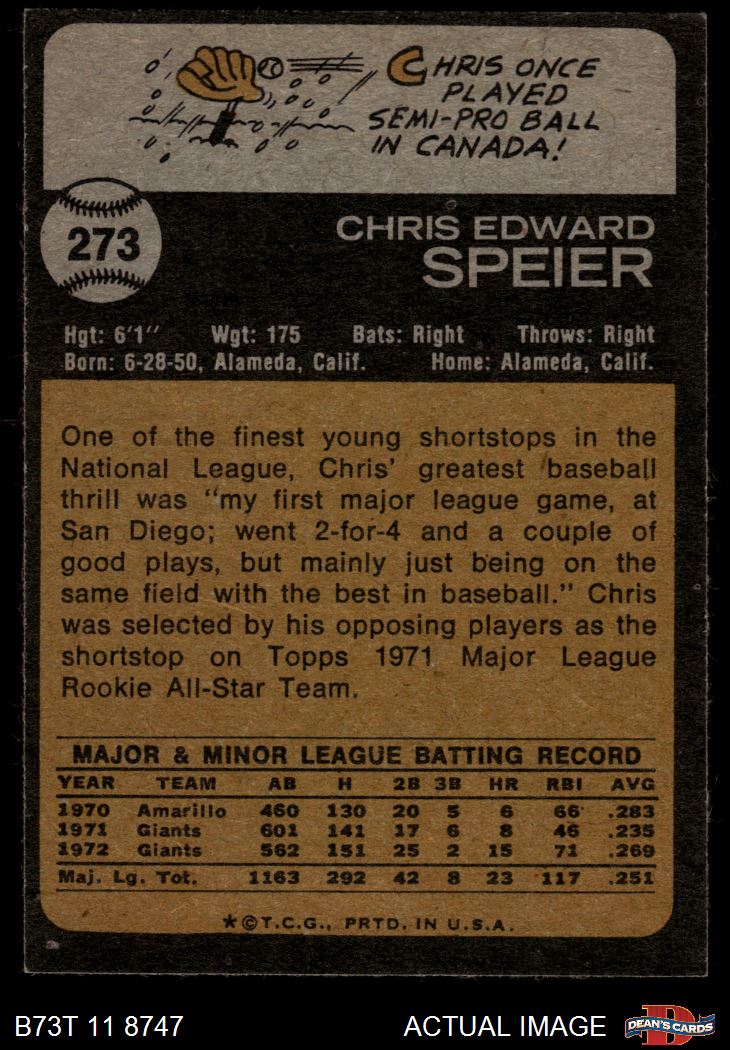 CHRIS ONCE
PLAYED
SEMI-PRO BALL
IN CANADA!
273
CHRIS EDWARD
SPEIER
Hgt: 6'1" Wgt: 175 Bats: Right Throws: Right
Born: 6-28-50, Alameda, Calif. Home: Alameda, Calif.
One of the finest young shortstops in the
National League, Chris' greatest baseball
thrill was "my first major league game, at
San Diego; went 2-for-4 and a couple of
good plays, but mainly just being on the
same field with the best in baseball." Chris
was selected by his opposing players as the
shortstop on Topps 1971 Major League
Rookie All-Star Team.
MAJOR & MINOR LEAGUE BATTING RECORD
YEAR TEAM AB H 2B 3B HR RBI AVG
1970 Amarillo 460 130 20 5 6 66 .283
1971 Giants 601 141 17 6 8 46 .235
1972 Giants 562 151 25 2 15 71 .269
Maj. Lg. Tot. 1163 292 42 8 23 117 .251
*©T.C.G., PRTD. IN U.S.A.
B73T 11 8747 ACTUAL IMAGE
DEAN'S CARDS